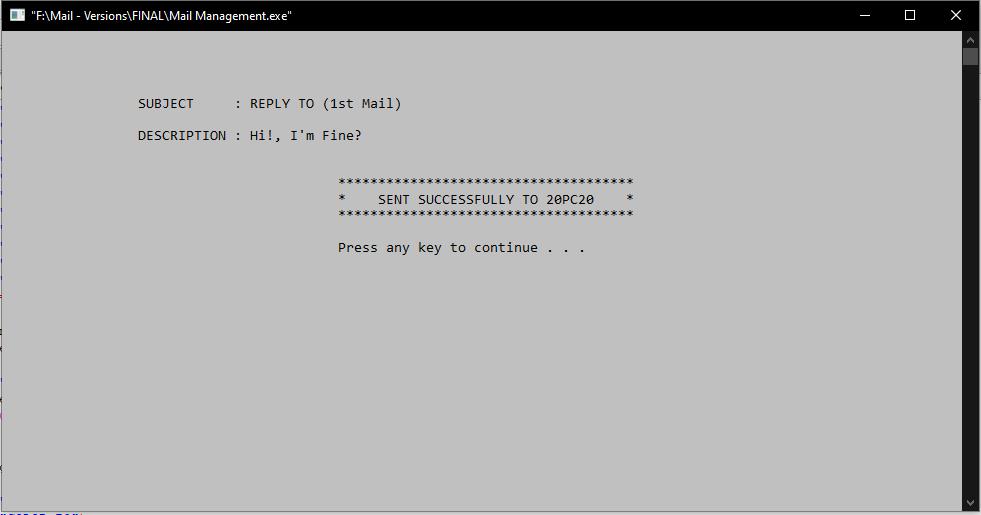 "F:\Mail - Versions\FINAL\Mail Management.exe"
SUBJECT     : REPLY TO (1st Mail)
DESCRIPTION : Hi!, I'm Fine?
*************************************
*    SENT SUCCESSFULLY TO 20PC20    *
*************************************
Press any key to continue . . .